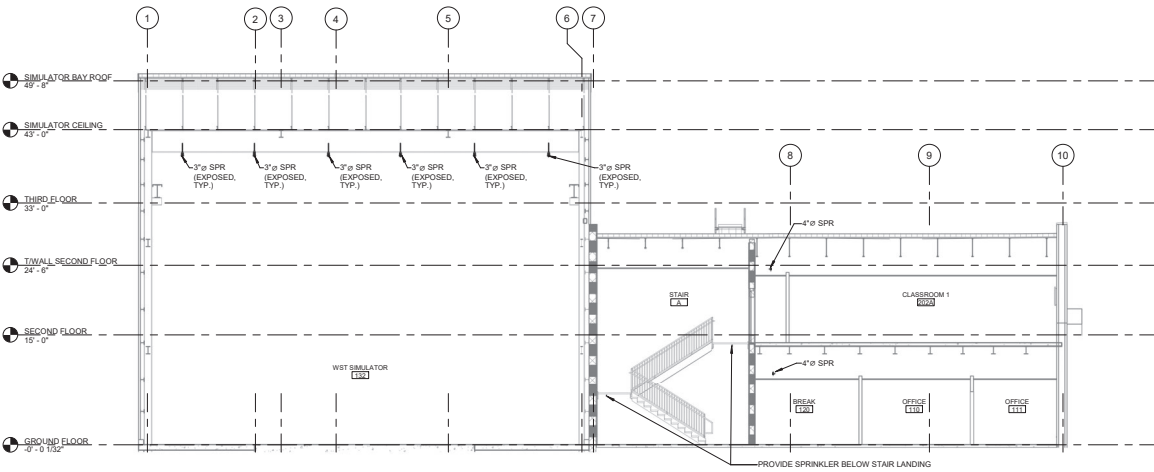 1
2
3
4
5
6
7
SIMULATOR BAY ROOF
49' - 8"
SIMULATOR CEILING
43' - 0"
8
9
10
3"⌀ SPR
(EXPOSED,
TYP.)
3"⌀ SPR
(EXPOSED,
TYP.)
3"⌀ SPR
(EXPOSED,
TYP.)
3"⌀ SPR
(EXPOSED,
TYP.)
3"⌀ SPR
(EXPOSED,
TYP.)
3"⌀ SPR
(EXPOSED,
TYP.)
THIRD FLOOR
33' - 0"
4"⌀ SPR
T/WALL SECOND FLOOR
24' - 6"
STAIR
A
CLASSROOM 1
202A
SECOND FLOOR
15' - 0"
WST SIMULATOR
132
4"⌀ SPR
BREAK
120
OFFICE
110
OFFICE
111
GROUND FLOOR
-0' - 0 1/32"
PROVIDE SPRINKLER BELOW STAIR LANDING